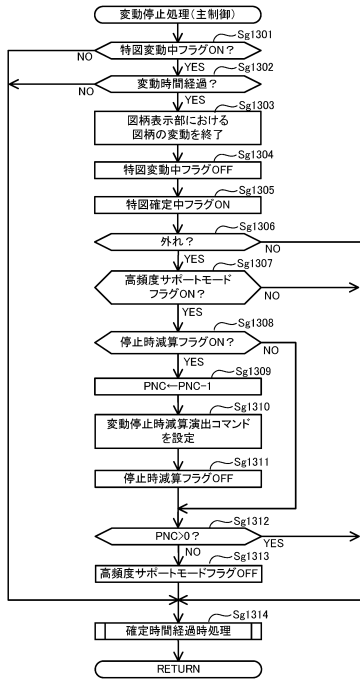 変動停止処理(主制御)
Sg1301
特図変動中フラグON?
NO
YES
Sg1302
変動時間経過?
NO
YES
Sg1303
図柄表示部における
図柄の変動を終了
Sg1304
特図変動中フラグOFF
Sg1305
特図確定中フラグON
Sg1306
外れ?
NO
YES
Sg1307
高頻度サポートモード
フラグON?
NO
YES
Sg1308
停止時減算フラグON?
NO
YES
Sg1309
PNC←PNC-1
Sg1310
変動停止時減算演出コマンド
を設定
Sg1311
停止時減算フラグOFF
Sg1312
PNC>0?
YES
NO
Sg1313
高頻度サポートモードフラグOFF
Sg1314
確定時間経過時処理
RETURN